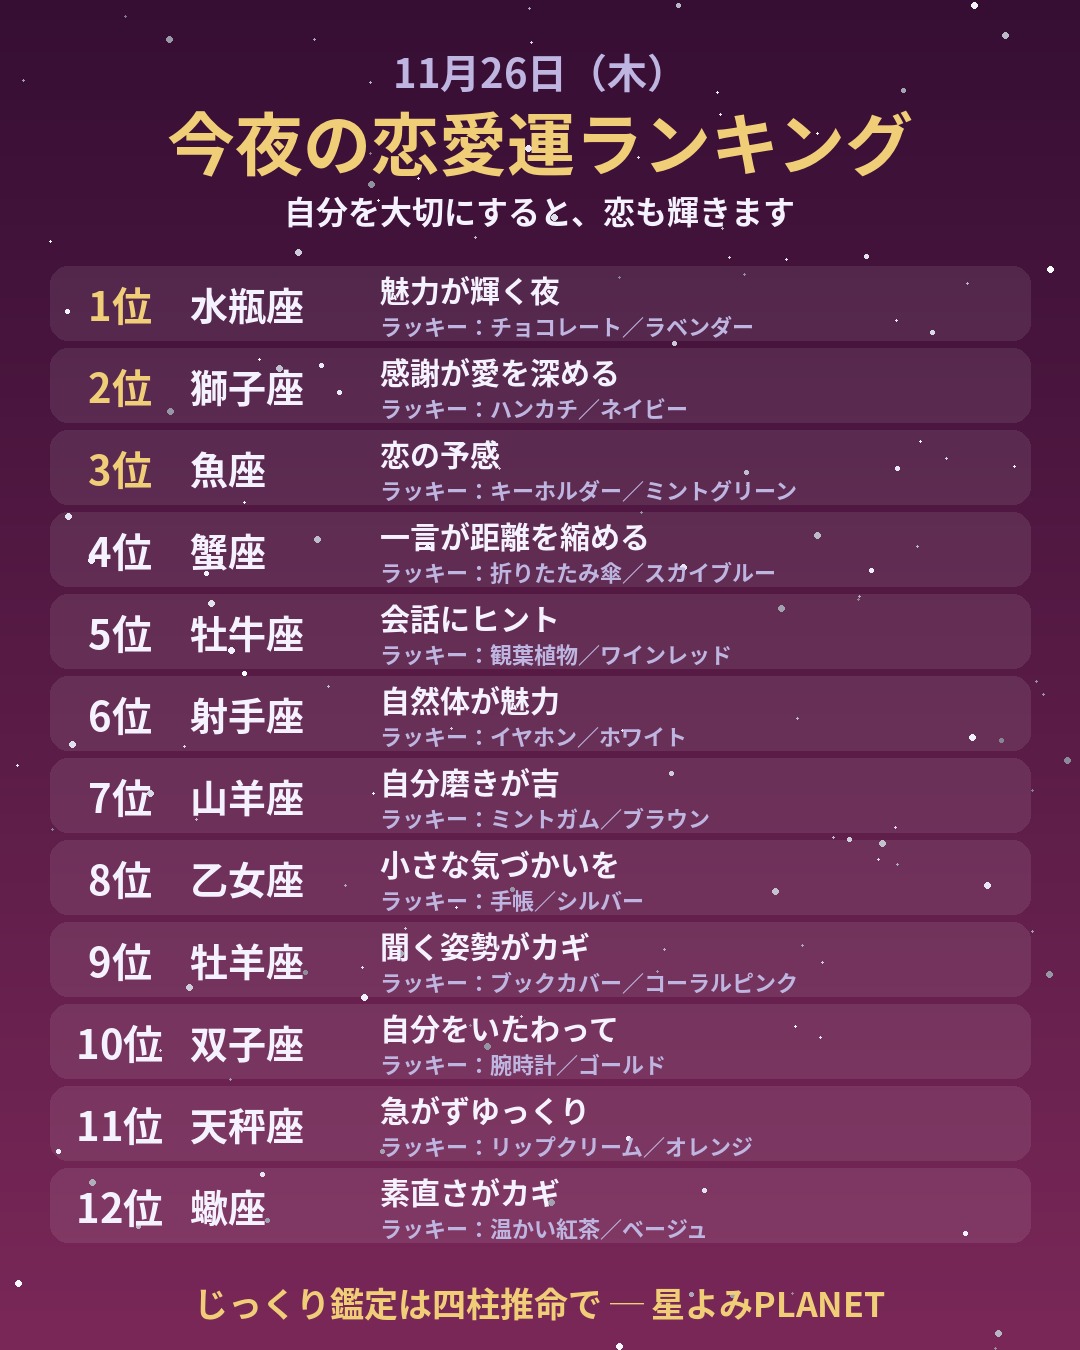 11月26日（木）
今夜の恋愛運ランキング
自分を大切にすると、恋も輝きます
1位 水瓶座 魅力が輝く夜
ラッキー：チョコレート／ラベンダー
2位 獅子座 感謝が愛を深める
ラッキー：ハンカチ／ネイビー
3位 魚座 恋の予感
ラッキー：キーホルダー／ミントグリーン
4位 蟹座 一言が距離を縮める
ラッキー：折りたたみ傘／スカイブルー
5位 牡牛座 会話にヒント
ラッキー：観葉植物／ワインレッド
6位 射手座 自然体が魅力
ラッキー：イヤホン／ホワイト
7位 山羊座 自分磨きが吉
ラッキー：ミントガム／ブラウン
8位 乙女座 小さな気づかいを
ラッキー：手帳／シルバー
9位 牡羊座 聞く姿勢がカギ
ラッキー：ブックカバー／コーラルピンク
10位 双子座 自分をいたわって
ラッキー：腕時計／ゴールド
11位 天秤座 急がずゆっくり
ラッキー：リップクリーム／オレンジ
12位 蠍座 素直さがカギ
ラッキー：温かい紅茶／ベージュ
じっくり鑑定は四柱推命で ─ 星よみPLANET